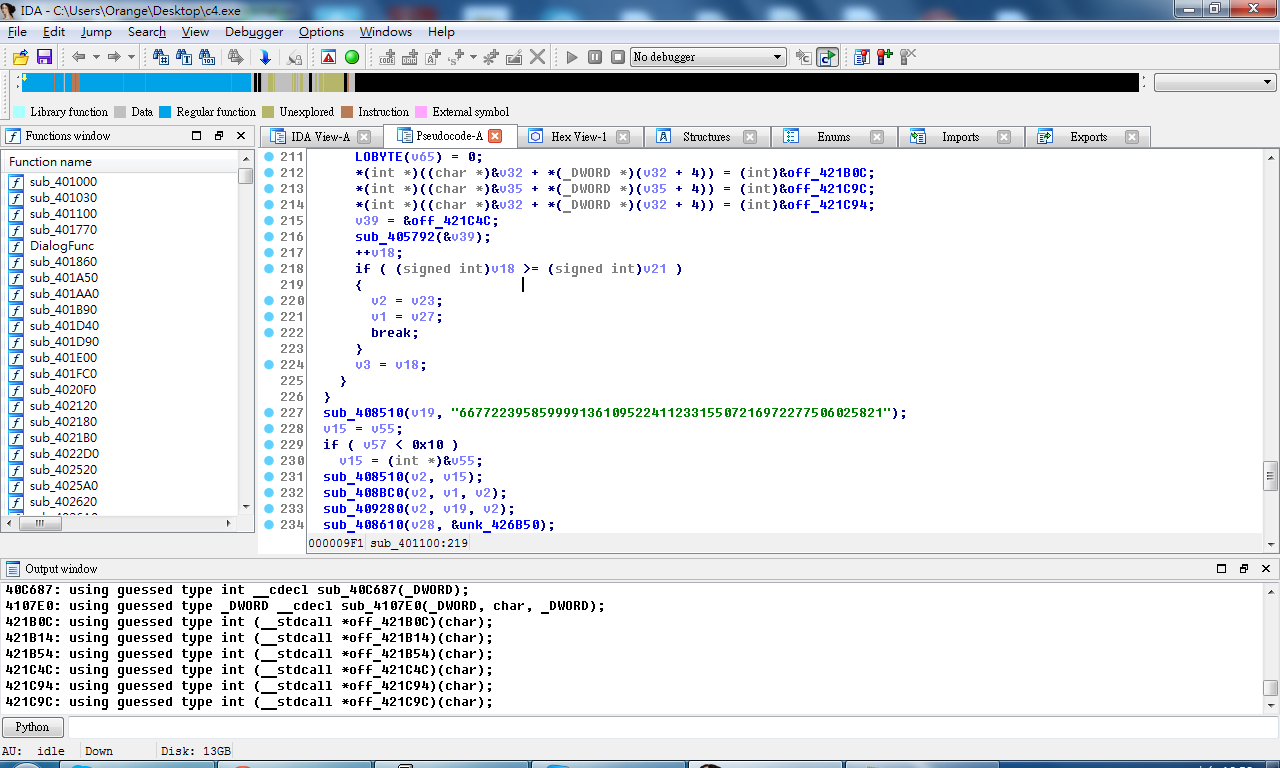 IDA - C:\Users\Orange\Desktop\c4.exe
File Edit Jump Search View Debugger Options Windows Help
No debugger
Library function Data Regular function Unexplored Instruction External symbol
Functions window
IDA View-A Pseudocode-A Hex View-1 Structures Enums Imports Exports
Function name
sub_401000
sub_401030
sub_401100
sub_401770
DialogFunc
sub_401860
sub_401A50
sub_401AA0
sub_401B90
sub_401D40
sub_401D90
sub_401E00
sub_401FC0
sub_4020F0
sub_402120
sub_402180
sub_4021B0
sub_4022D0
sub_402520
sub_4025A0
sub_402620
211 LOBYTE(v65) = 0;
212 *(int *)((char *)&v32 + *(_DWORD *)(v32 + 4)) = (int)&off_421B0C;
213 *(int *)((char *)&v35 + *(_DWORD *)(v35 + 4)) = (int)&off_421C9C;
214 *(int *)((char *)&v32 + *(_DWORD *)(v32 + 4)) = (int)&off_421C94;
215 v39 = &off_421C4C;
216 sub_405792(&v39);
217 ++v18;
218 if ( (signed int)v18 >= (signed int)v21 )
219 {
220 v2 = v23;
221 v1 = v27;
222 break;
223 }
224 v3 = v18;
225 }
226 }
227 sub_408510(v19, "66772239585999913610952241123315507216972277506025821");
228 v15 = v55;
229 if ( v57 < 0x10 )
230 v15 = (int *)&v55;
231 sub_408510(v2, v15);
232 sub_408BC0(v2, v1, v2);
233 sub_409280(v2, v19, v2);
234 sub_408610(v28, &unk_426B50);
000009F1 sub_401100:219
Output window
40C687: using guessed type int __cdecl sub_40C687(_DWORD);
4107E0: using guessed type _DWORD __cdecl sub_4107E0(_DWORD, char, _DWORD);
421B0C: using guessed type int (__stdcall *off_421B0C)(char);
421B14: using guessed type int (__stdcall *off_421B14)(char);
421B54: using guessed type int (__stdcall *off_421B54)(char);
421C4C: using guessed type int (__stdcall *off_421C4C)(char);
421C94: using guessed type int (__stdcall *off_421C94)(char);
421C9C: using guessed type int (__stdcall *off_421C9C)(char);
Python
AU: idle Down Disk: 13GB